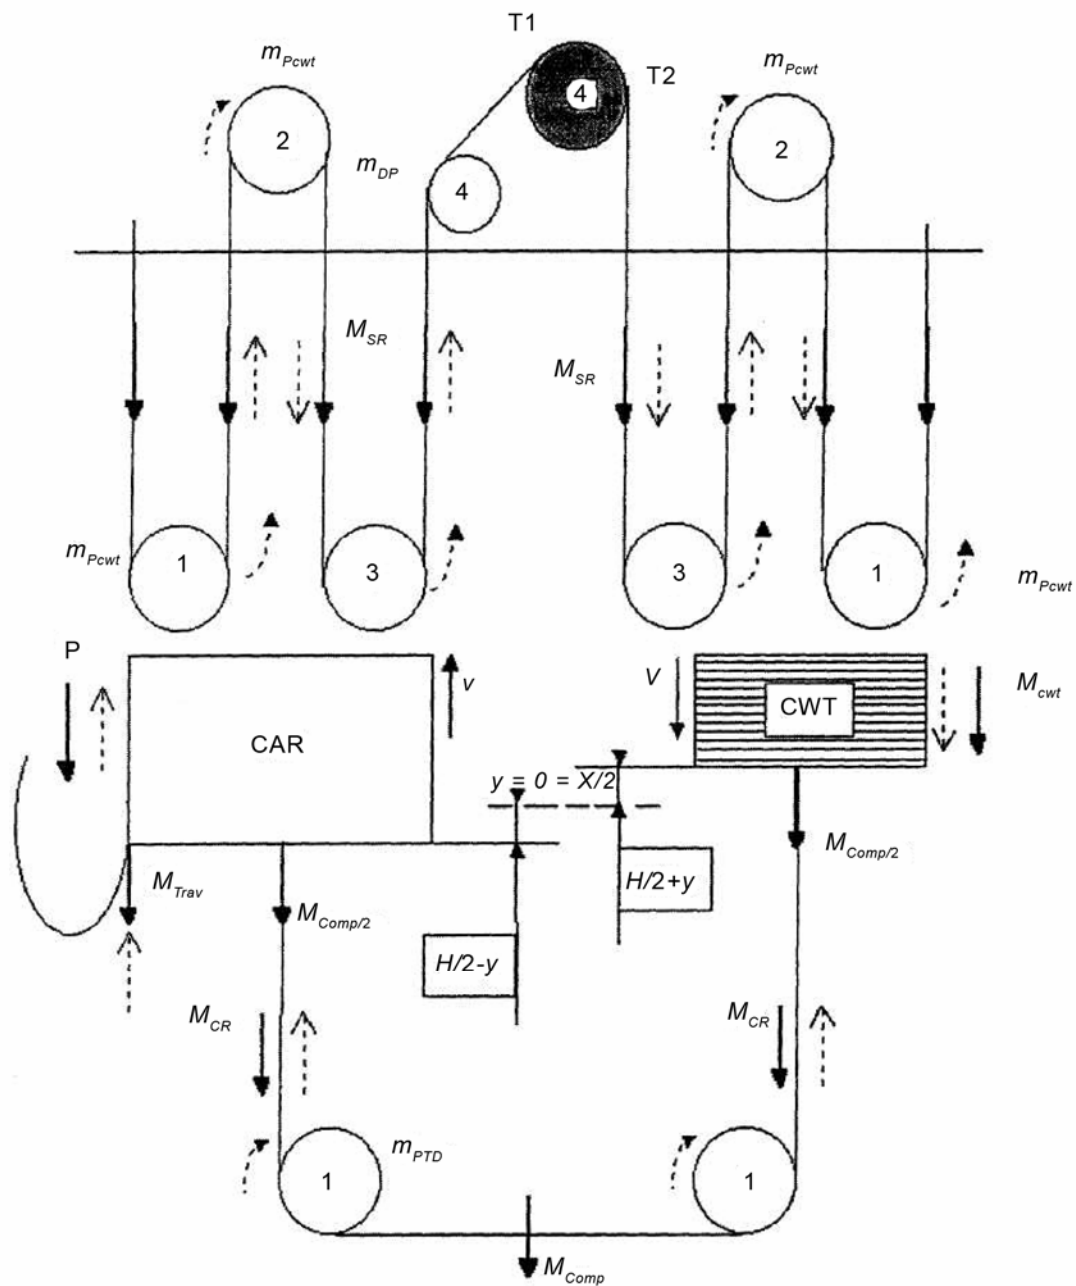 T1
m_Pcwt
T2
m_Pcwt
4
2
2
m_DP
4
M_SR
M_SR
m_Pcwt
1
3
3
1
m_Pcwt
P
v
V
CWT
M_cwt
CAR
y = 0 = X/2
M_Comp/2
M_Trav
H/2+y
M_Comp/2
H/2-y
M_CR
M_CR
m_PTD
1
1
M_Comp